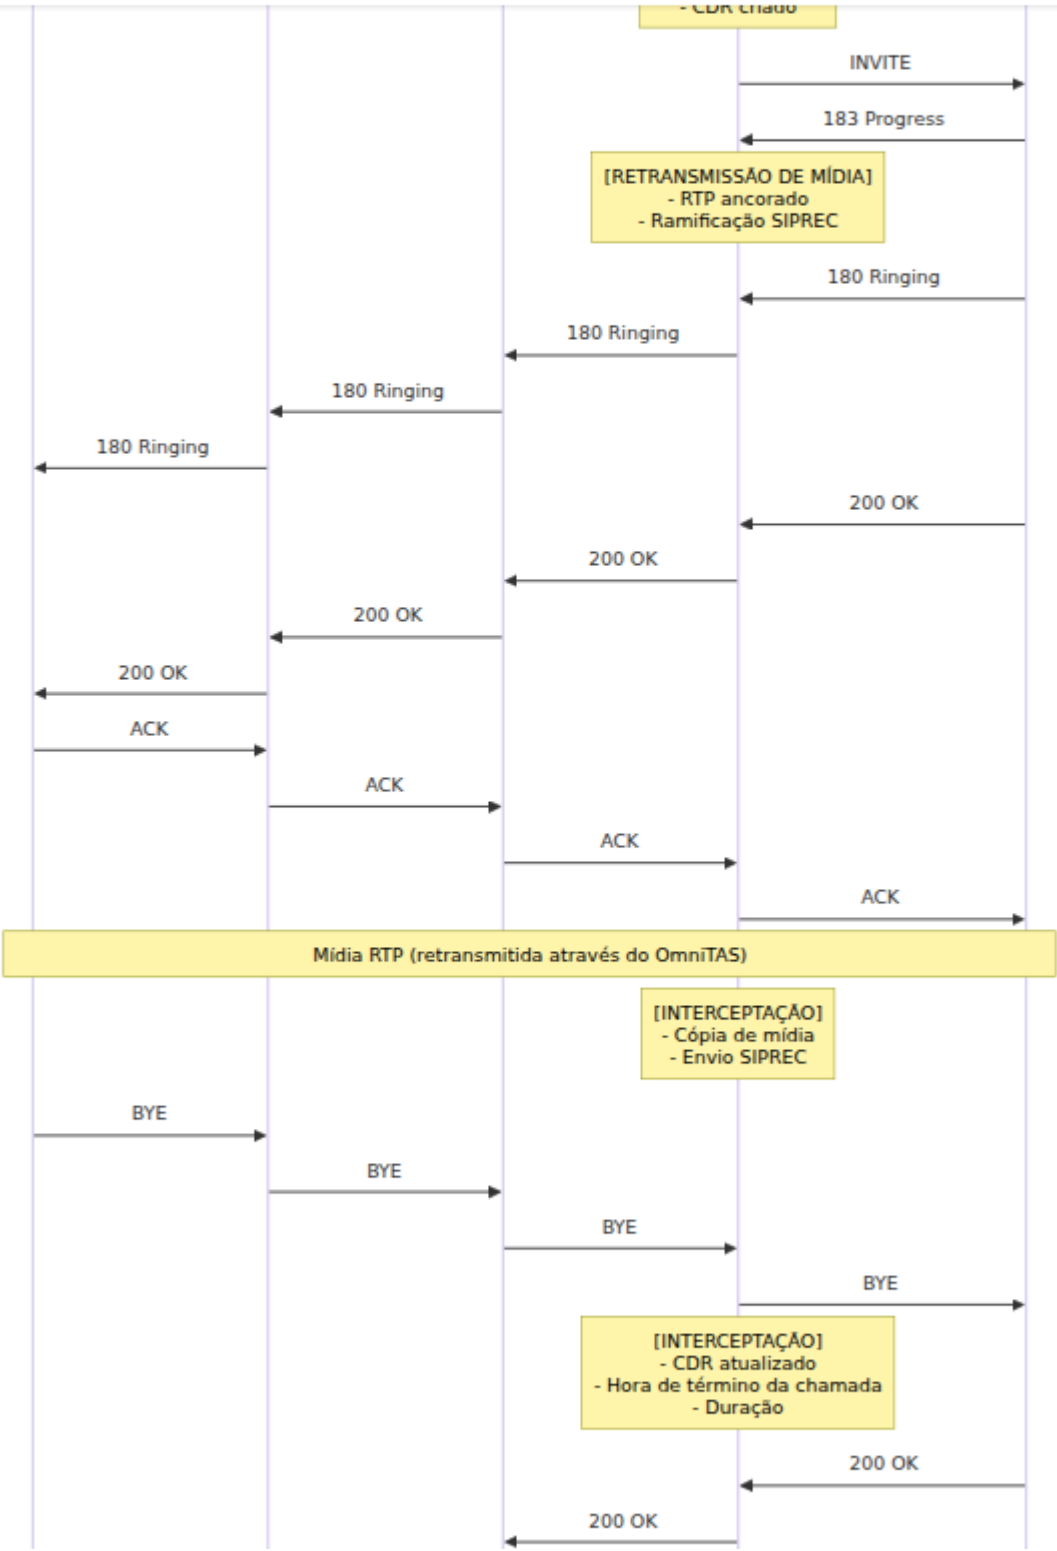 - CDR criado
INVITE
183 Progress
[RETRANSMISSÃO DE MÍDIA]
- RTP ancorado
- Ramificação SIPREC
180 Ringing
180 Ringing
180 Ringing
180 Ringing
200 OK
200 OK
200 OK
200 OK
ACK
ACK
ACK
ACK
Mídia RTP (retransmitida através do OmniTAS)
[INTERCEPTAÇÃO]
- Cópia de mídia
- Envio SIPREC
BYE
BYE
BYE
BYE
[INTERCEPTAÇÃO]
- CDR atualizado
- Hora de término da chamada
- Duração
200 OK
200 OK